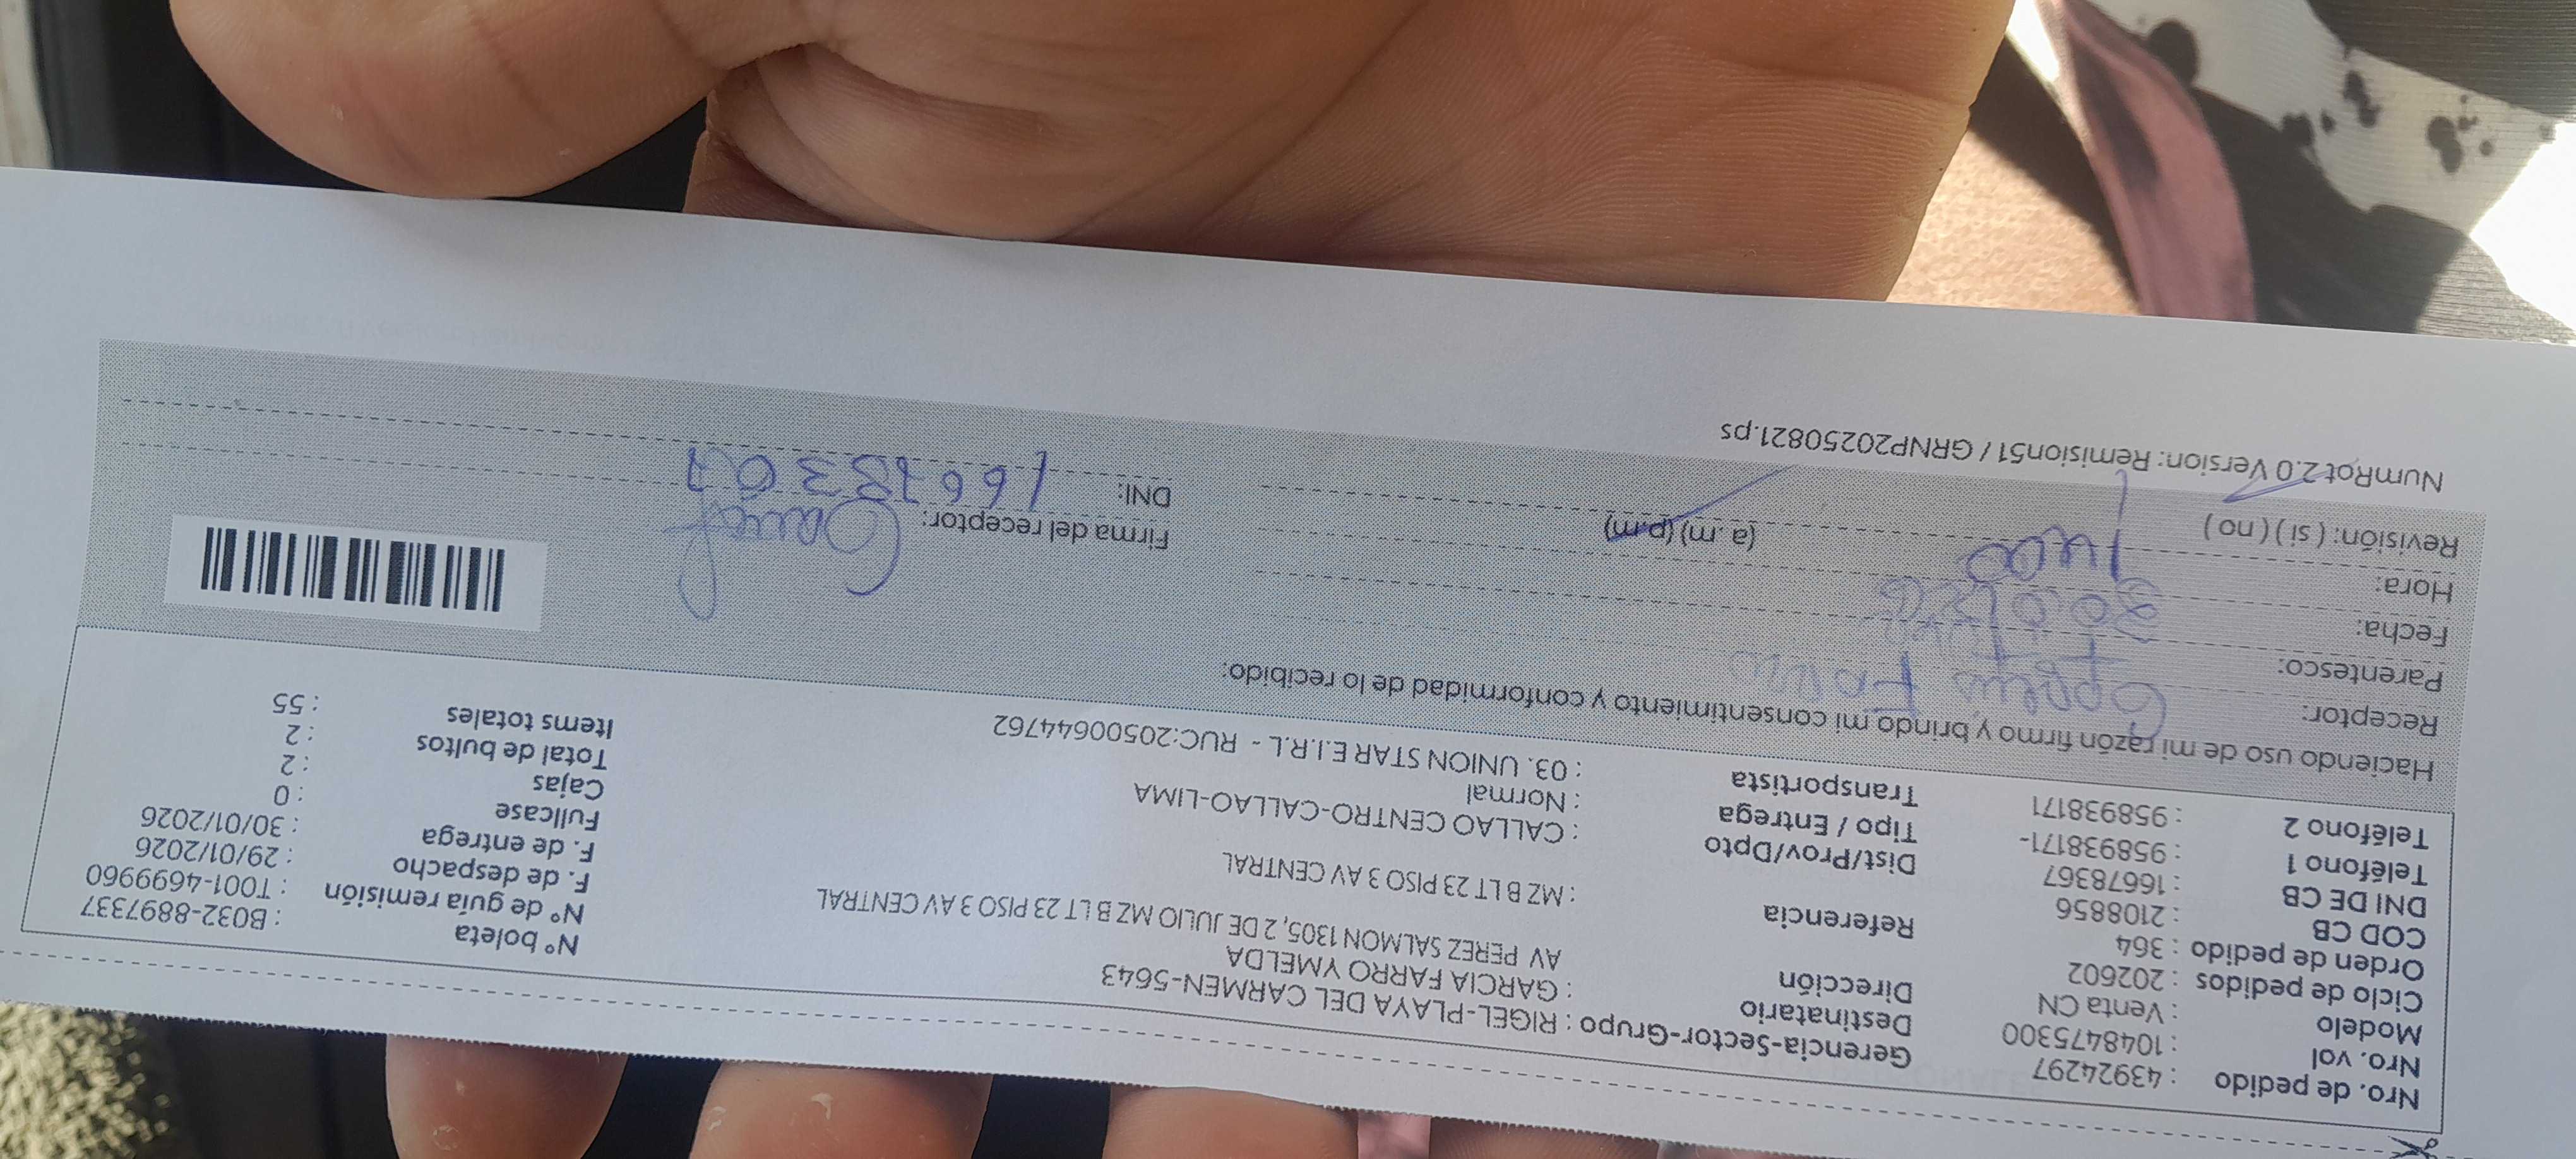 Nro. de pedido : 43924297
Nro. vol : 1048475300
Modelo : Venta CN
Ciclo de pedidos : 202602
Orden de pedido : 364
COD CB : 2108856
DNI DE CB : 16678367
Teléfono 1 : 958938171-
Teléfono 2 : 958938171
Gerencia-Sector-Grupo : RIGEL-PLAYA DEL CARMEN-5643
Destinatario : GARCIA FARRO YMELDA
Dirección AV PEREZ SALMON 1305, 2 DE JULIO MZ B LT 23 PISO 3 AV CENTRAL
Referencia : MZ B LT 23 PISO 3 AV CENTRAL
Dist/Prov/Dpto : CALLAO CENTRO-CALLAO-LIMA
Tipo / Entrega : Normal
Transportista : 03. UNION STAR E.I.R.L - RUC:20500644762
N° boleta : B032-8897337
N° de guía remisión : T001-4699960
F. de despacho : 29/01/2026
F. de entrega : 30/01/2026
Fullcase : 0
Cajas : 2
Total de bultos : 2
Items totales : 55
Haciendo uso de mi razón firmo y brindo mi consentimiento y conformidad de lo recibido:
Receptor:
Parentesco:
Fecha:
Hora: (a.m) (p.m)
Revisión: ( si ) ( no )
Firma del receptor:
DNI: 16678367
NumRot 2.0 Version: Remision51 / GRNP20250821.ps